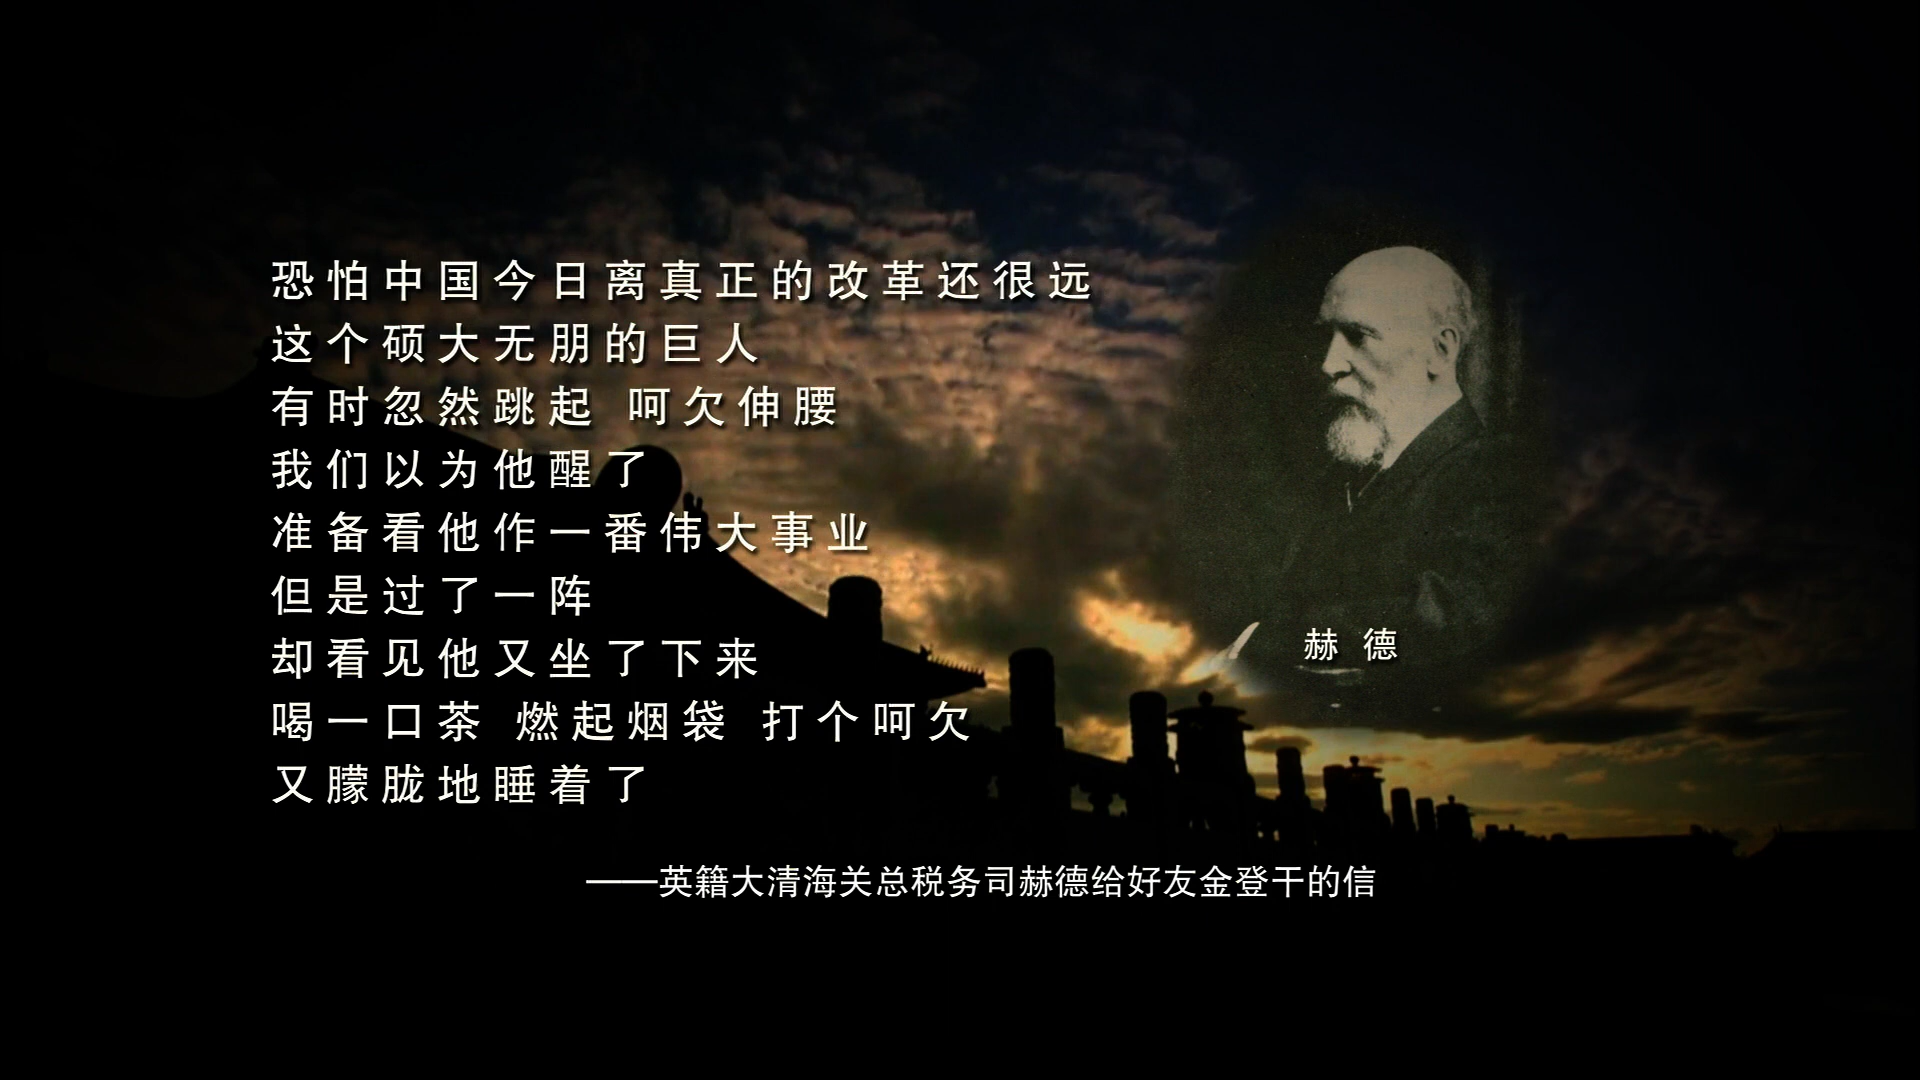 恐怕中国今日离真正的改革还很远
这个硕大无朋的巨人
有时忽然跳起 呵欠伸腰
我们以为他醒了
准备看他作一番伟大事业
但是过了一阵
却看见他又坐了下来
喝一口茶 燃起烟袋 打个呵欠
又朦胧地睡着了
赫 德
——英籍大清海关总税务司赫德给好友金登干的信